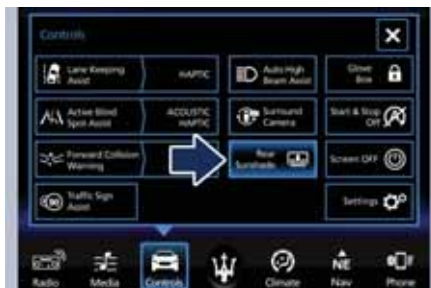 Controls
Lane Keeping
Assist
HAPTIC
Auto High
Beam Assist
Glove
Box
Active Blind
Spot Assist
ACOUSTIC
HAPTIC
Surround
Camera
Start & Stop
Off
Forward Collision
Warning
Rear
Sunshade
Screen OFF
Traffic Sign
Assist
Settings
Radio
Media
Controls
Climate
NE
Nav
Phone